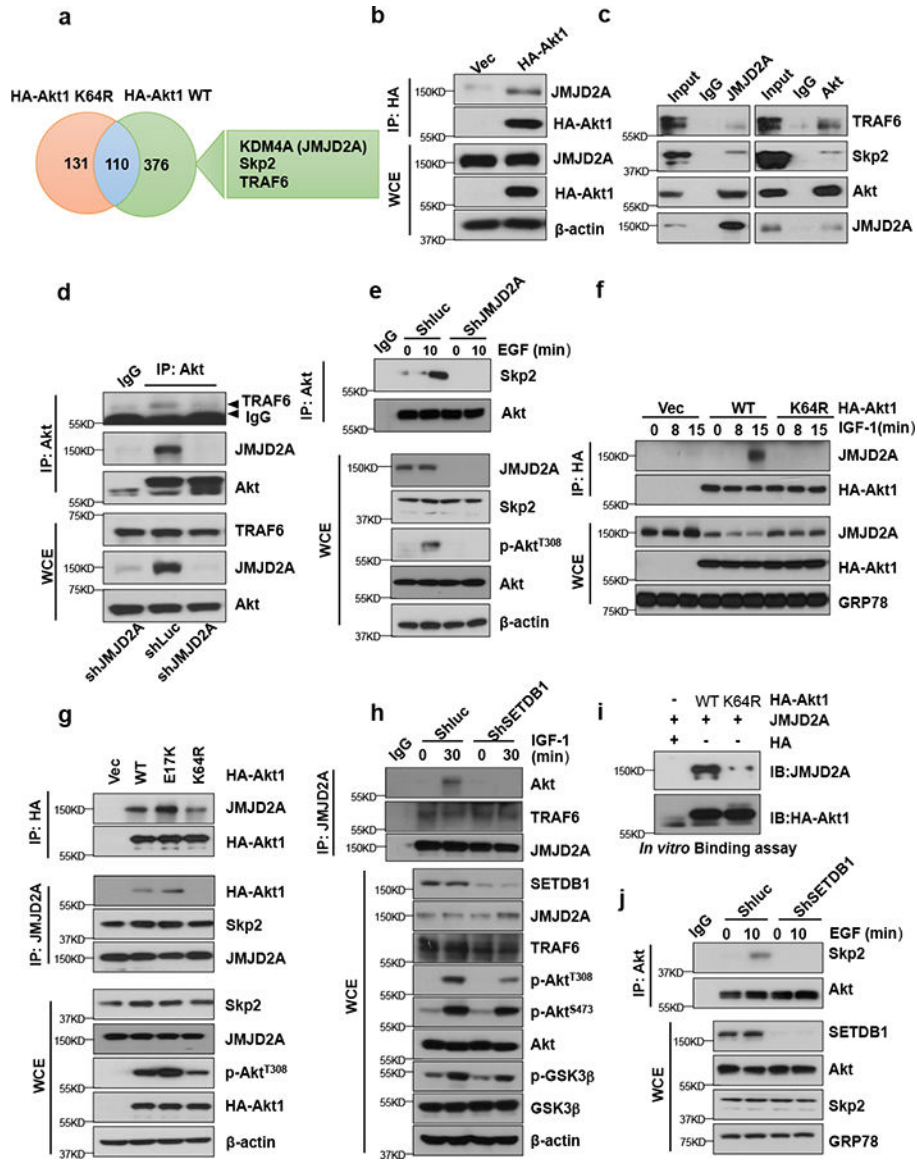 a
HA-Akt1 K64R HA-Akt1 WT
131 110 376
KDM4A (JMJD2A)
Skp2
TRAF6
b
Vec HA-Akt1
IP: HA
150KD JMJD2A
55KD HA-Akt1
WCE
150KD JMJD2A
55KD HA-Akt1
37KD β-actin
c
Input IgG JMJD2A Input IgG Akt
55KD TRAF6
37KD Skp2
55KD Akt
150KD JMJD2A
d
IgG IP: Akt
IP: Akt
55KD TRAF6
IgG
150KD JMJD2A
55KD Akt
WCE
75KD TRAF6
150KD JMJD2A
75KD
55KD Akt
shJMJD2A shLuc shJMJD2A
e
IgG Shluc ShJMJD2A
0 10 0 10 EGF (min)
IP: Akt
55KD Skp2
55KD Akt
WCE
150KD JMJD2A
37KD Skp2
55KD p-AktT308
55KD Akt
37KD β-actin
f
Vec WT K64R HA-Akt1
0 8 15 0 8 15 0 8 15 IGF-1(min)
IP: HA
150KD JMJD2A
55KD HA-Akt1
WCE
150KD JMJD2A
55KD HA-Akt1
75KD GRP78
g
Vec WT E17K K64R HA-Akt1
IP: HA
150KD JMJD2A
55KD HA-Akt1
IP: JMJD2A
55KD HA-Akt1
37KD Skp2
150KD JMJD2A
WCE
37KD Skp2
150KD JMJD2A
55KD p-AktT308
55KD HA-Akt1
37KD β-actin
h
IgG Shluc ShSETDB1
0 30 0 30 IGF-1 (min)
IP: JMJD2A
55KD Akt
55KD TRAF6
150KD JMJD2A
WCE
150KD SETDB1
150KD JMJD2A
55KD TRAF6
55KD p-AktT308
55KD p-AktS473
55KD Akt
37KD p-GSK3β
37KD GSK3β
37KD β-actin
i
- WT K64R HA-Akt1
+ + + JMJD2A
+ - - HA
150KD IB:JMJD2A
55KD IB:HA-Akt1
In vitro Binding assay
j
IgG Shluc ShSETDB1
0 10 0 10 EGF (min)
IP: Akt
37KD Skp2
55KD Akt
WCE
150KD SETDB1
55KD Akt
55KD
37KD Skp2
75KD GRP78